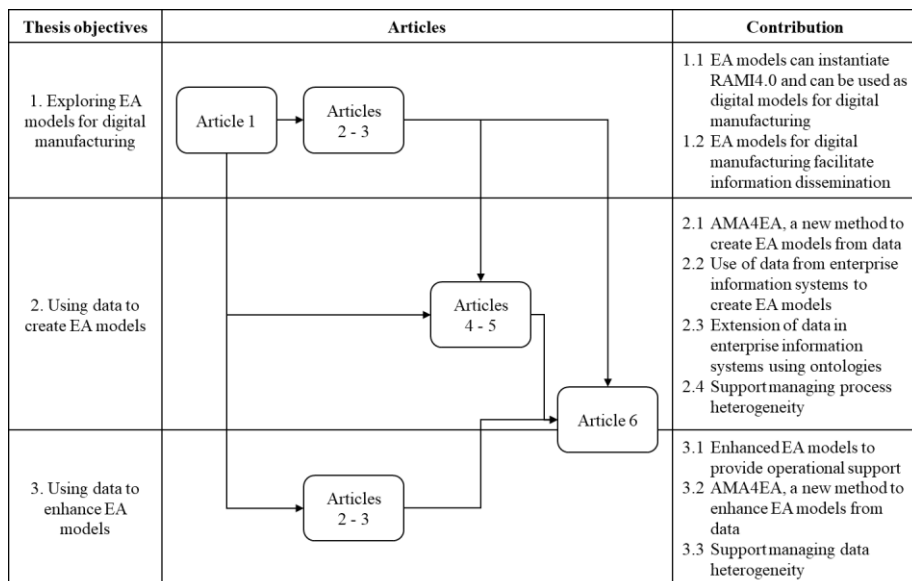 Thesis objectives
Articles
Contribution
1. Exploring EA
models for digital
manufacturing
Article 1
Articles
2 - 3
1.1 EA models can instantiate
RAMI4.0 and can be used as
digital models for digital
manufacturing
1.2 EA models for digital
manufacturing facilitate
information dissemination
2. Using data to
create EA models
Articles
4 - 5
Article 6
2.1 AMA4EA, a new method to
create EA models from data
2.2 Use of data from enterprise
information systems to
create EA models
2.3 Extension of data in
enterprise information
systems using ontologies
2.4 Support managing process
heterogeneity
3. Using data to
enhance EA
models
Articles
2 - 3
3.1 Enhanced EA models to
provide operational support
3.2 AMA4EA, a new method to
enhance EA models from
data
3.3 Support managing data
heterogeneity